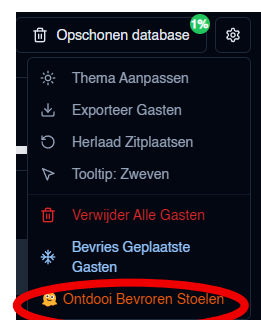 Opschonen database
1%
Thema Aanpassen
Exporteer Gasten
Herlaad Zitplaatsen
Tooltip: Zweven
Verwijder Alle Gasten
Bevries Geplaatste
Gasten
Ontdooi Bevroren Stoelen